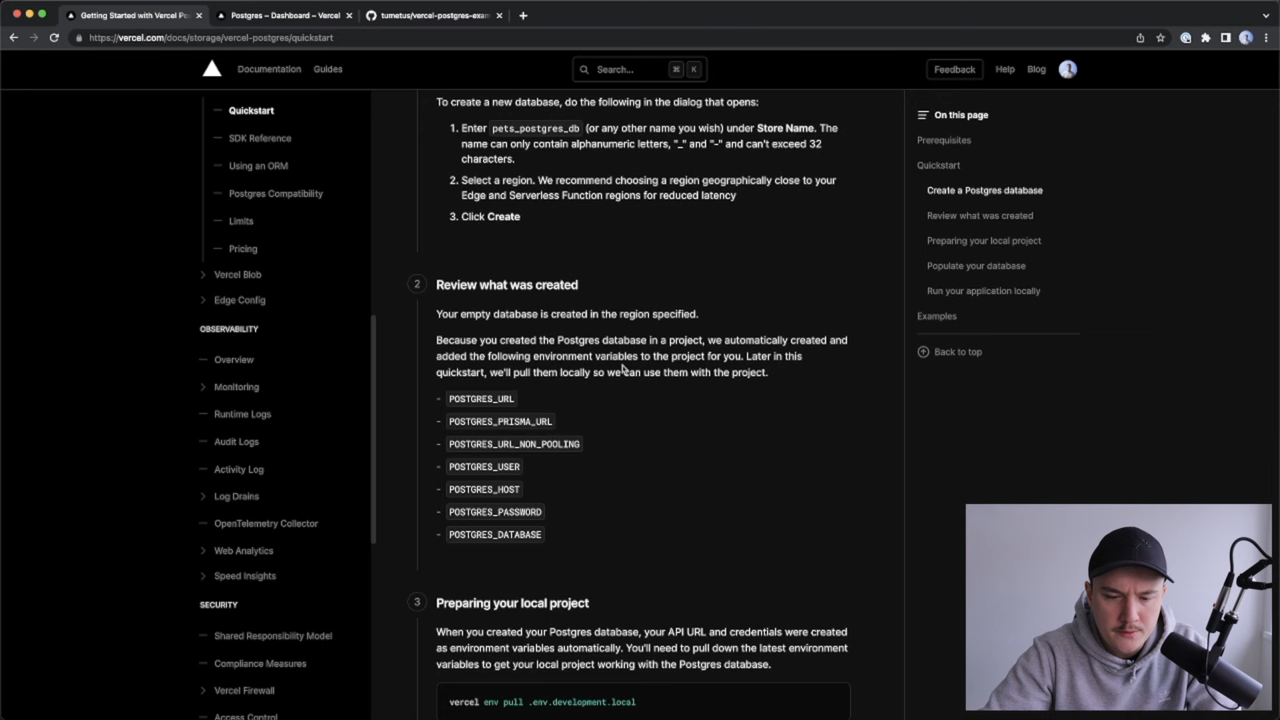 Getting Started with Vercel Po
Postgres – Dashboard – Vercel
tumetus/vercel-postgres-exam
https://vercel.com/docs/storage/vercel-postgres/quickstart
Documentation
Guides
Search...
⌘
K
Feedback
Help
Blog
Quickstart
SDK Reference
Using an ORM
Postgres Compatibility
Limits
Pricing
Vercel Blob
Edge Config
OBSERVABILITY
Overview
Monitoring
Runtime Logs
Audit Logs
Activity Log
Log Drains
OpenTelemetry Collector
Web Analytics
Speed Insights
SECURITY
Shared Responsibility Model
Compliance Measures
Vercel Firewall
Access Control
To create a new database, do the following in the dialog that opens:
1. Enter pets_postgres_db (or any other name you wish) under Store Name. The
name can only contain alphanumeric letters, "_" and "-" and can't exceed 32
characters.
2. Select a region. We recommend choosing a region geographically close to your
Edge and Serverless Function regions for reduced latency
3. Click Create
2 Review what was created
Your empty database is created in the region specified.
Because you created the Postgres database in a project, we automatically created and
added the following environment variables to the project for you. Later in this
quickstart, we'll pull them locally so we can use them with the project.
- POSTGRES_URL
- POSTGRES_PRISMA_URL
- POSTGRES_URL_NON_POOLING
- POSTGRES_USER
- POSTGRES_HOST
- POSTGRES_PASSWORD
- POSTGRES_DATABASE
3 Preparing your local project
When you created your Postgres database, your API URL and credentials were created
as environment variables automatically. You'll need to pull down the latest environment
variables to get your local project working with the Postgres database.
vercel env pull .env.development.local
On this page
Prerequisites
Quickstart
Create a Postgres database
Review what was created
Preparing your local project
Populate your database
Run your application locally
Examples
Back to top